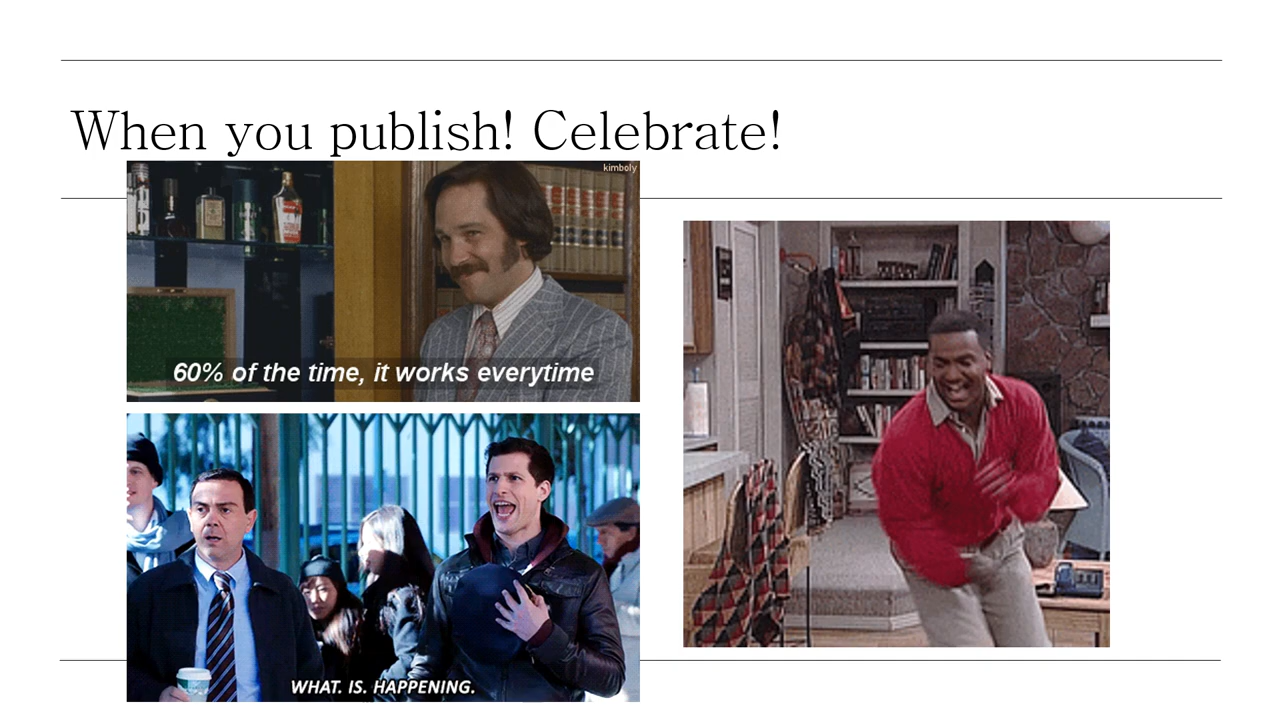 When you publish! Celebrate!
kimboly
60% of the time, it works everytime
WHAT. IS. HAPPENING.